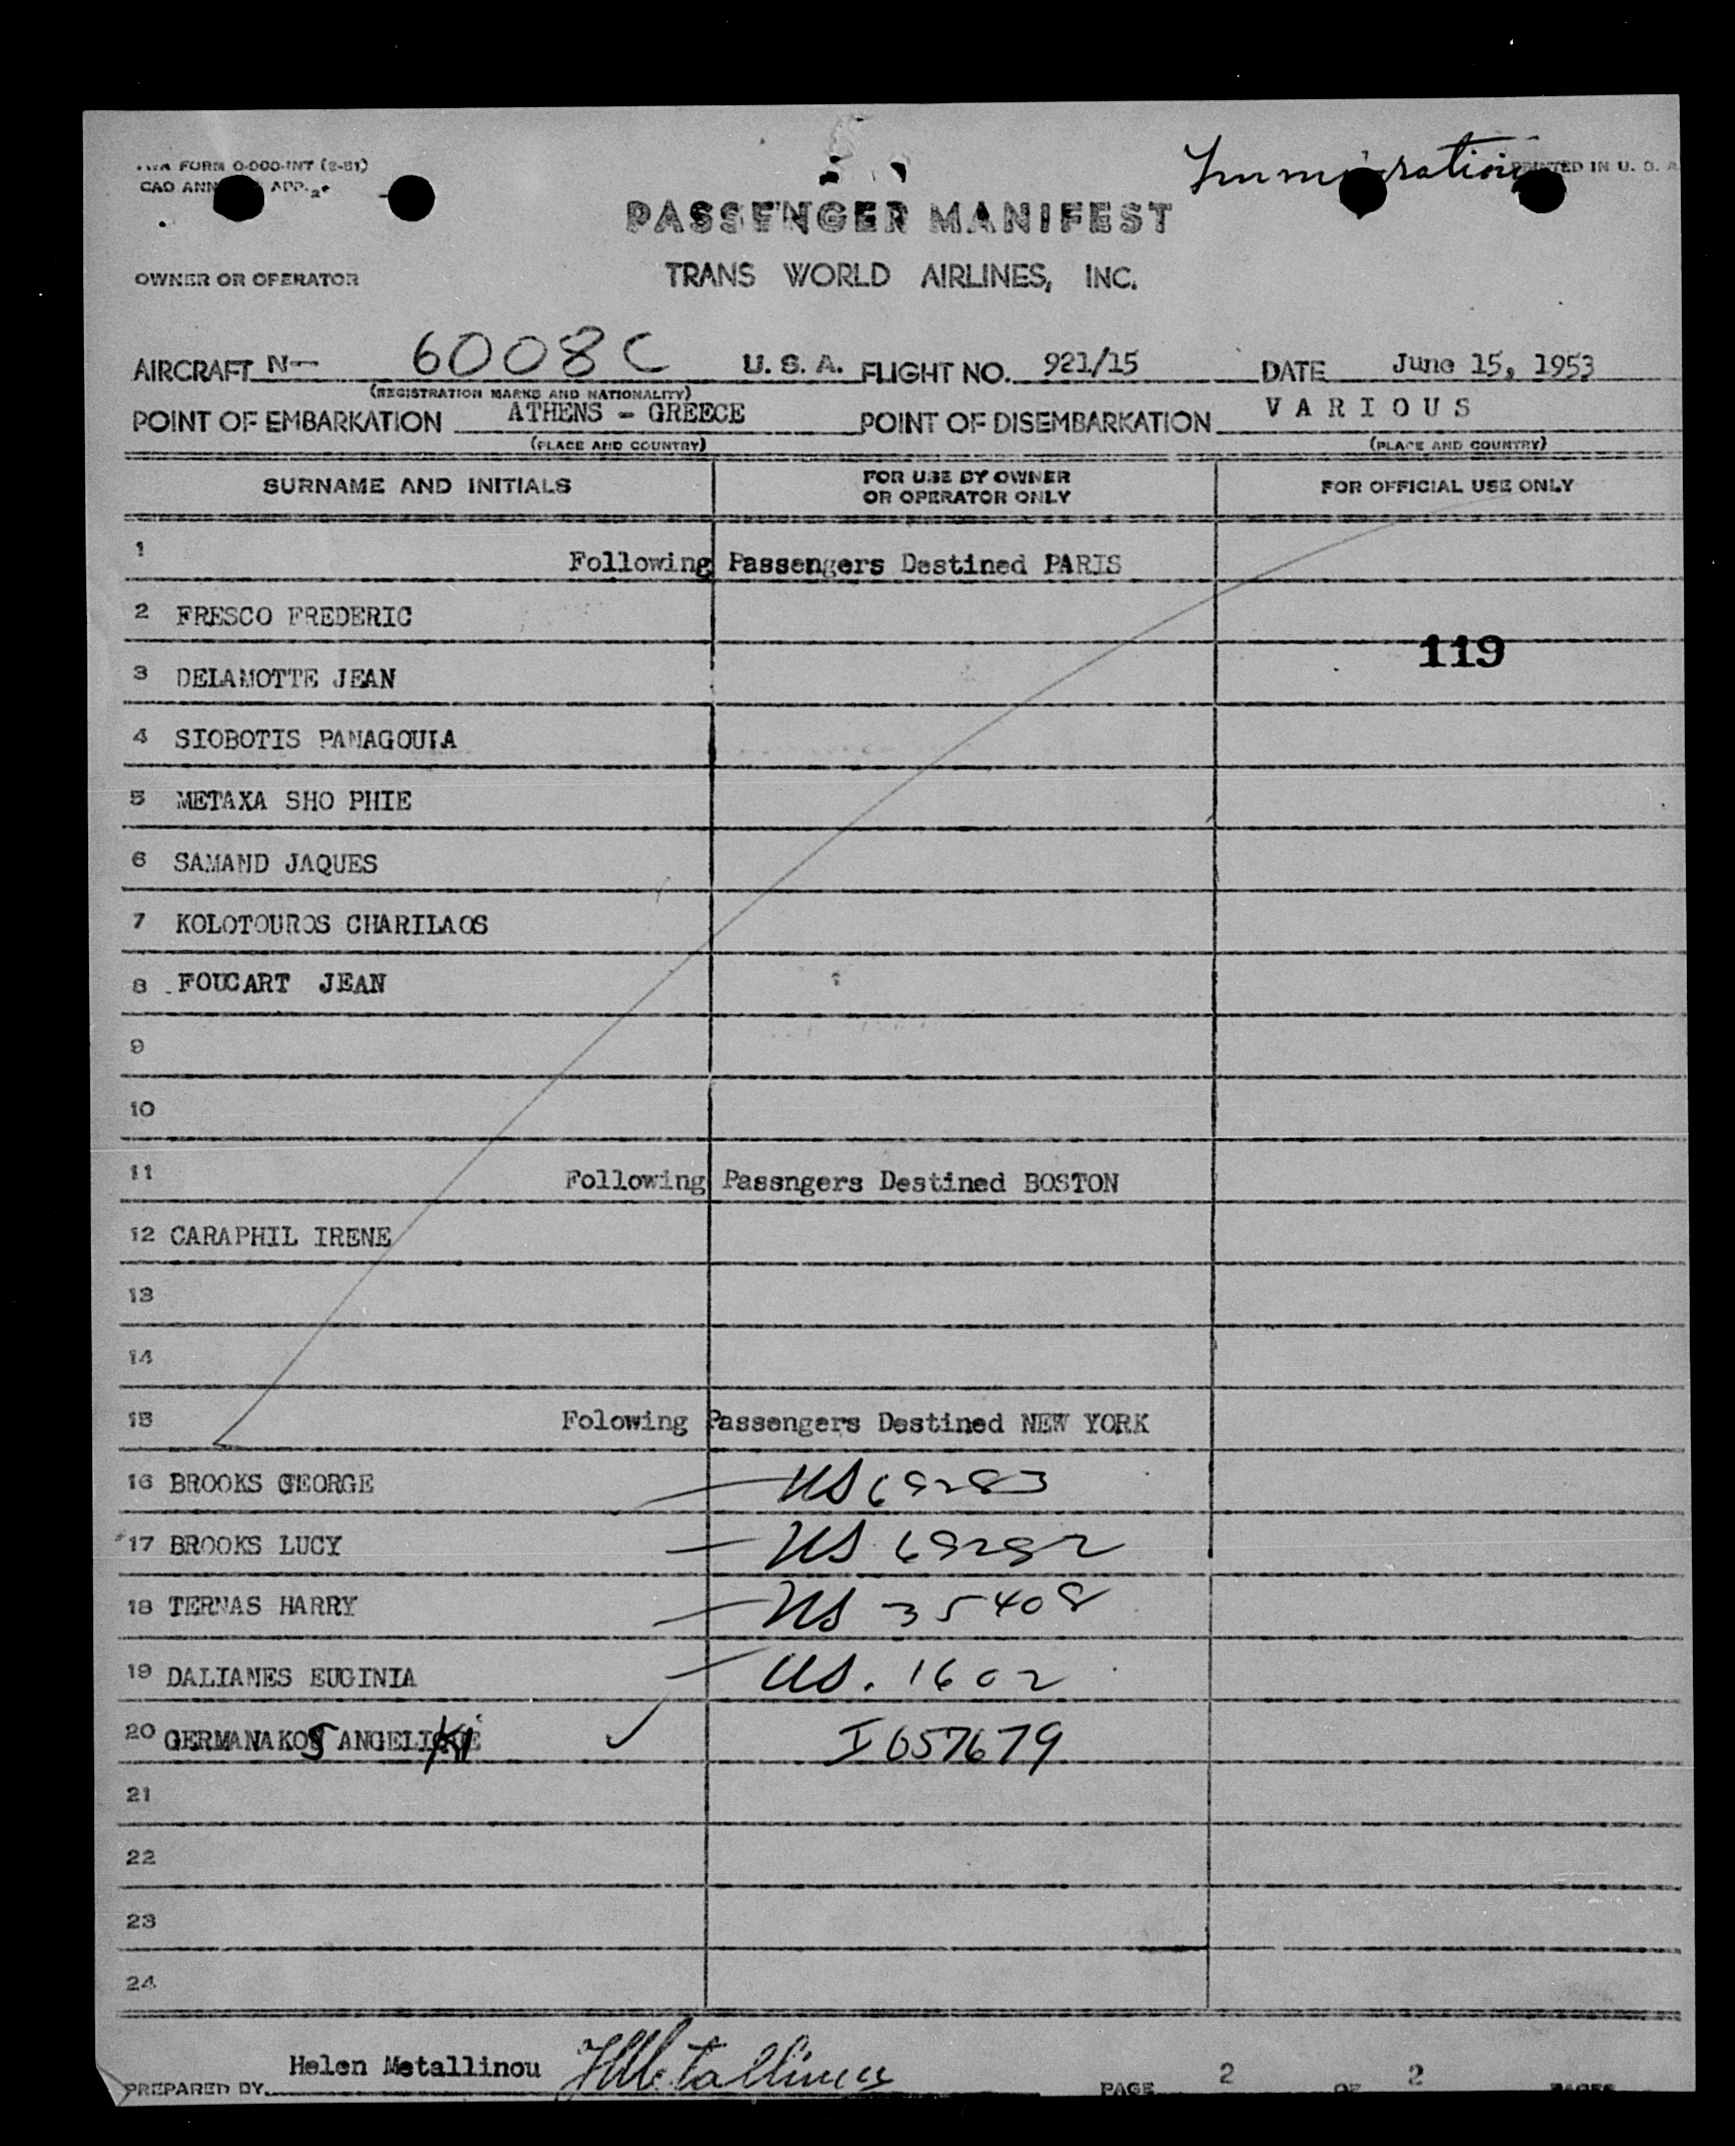 TWA FORM O-000-INT (2-51)
CAO ANN APP. 2
Immigration
PRINTED IN U. S. A
PASSENGER MANIFEST
OWNER OR OPERATOR TRANS WORLD AIRLINES, INC.
AIRCRAFT N— 6008C U. S. A. FLIGHT NO. 921/15 DATE June 15, 1953
(REGISTRATION MARKS AND NATIONALITY)
POINT OF EMBARKATION ATHENS - GREECE POINT OF DISEMBARKATION VARIOUS
(PLACE AND COUNTRY) (PLACE AND COUNTRY)
SURNAME AND INITIALS FOR USE BY OWNER OR OPERATOR ONLY FOR OFFICIAL USE ONLY
1 Following Passengers Destined PARIS
2 FRESCO FREDERIC
119
3 DELAMOTTE JEAN
4 SIOBOTIS PANAGOUIA
5 METAXA SHO PHIE
6 SAMAND JAQUES
7 KOLOTOUROS CHARILAOS
8 FOUCART JEAN
9
10
11 Following Passngers Destined BOSTON
12 CARAPHIL IRENE
13
14
15 Folowing Passengers Destined NEW YORK
16 BROOKS GEORGE — US 69283
17 BROOKS LUCY — US 69292
18 TERNAS HARRY — US 35408
19 DALIANES EUGINIA — US. 1602
20 GERMANAKOS ANGELIKI ✓ I 657679
21
22
23
24
PREPARED BY Helen Metallinou HMetallinou PAGE 2 OF 2 PAGES